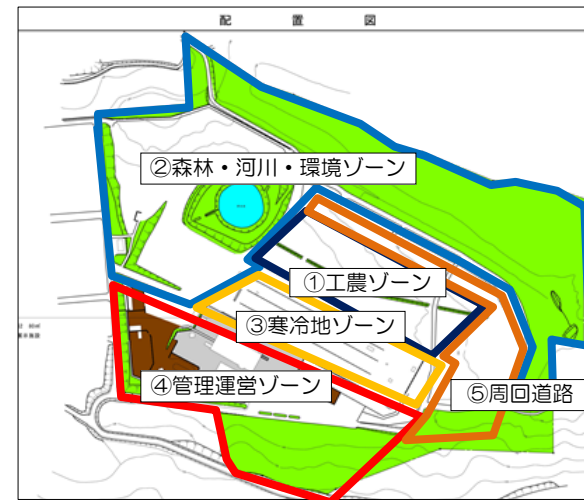 配置図
②森林・河川・環境ゾーン
①工農ゾーン
③寒冷地ゾーン
④管理運営ゾーン
⑤周回道路